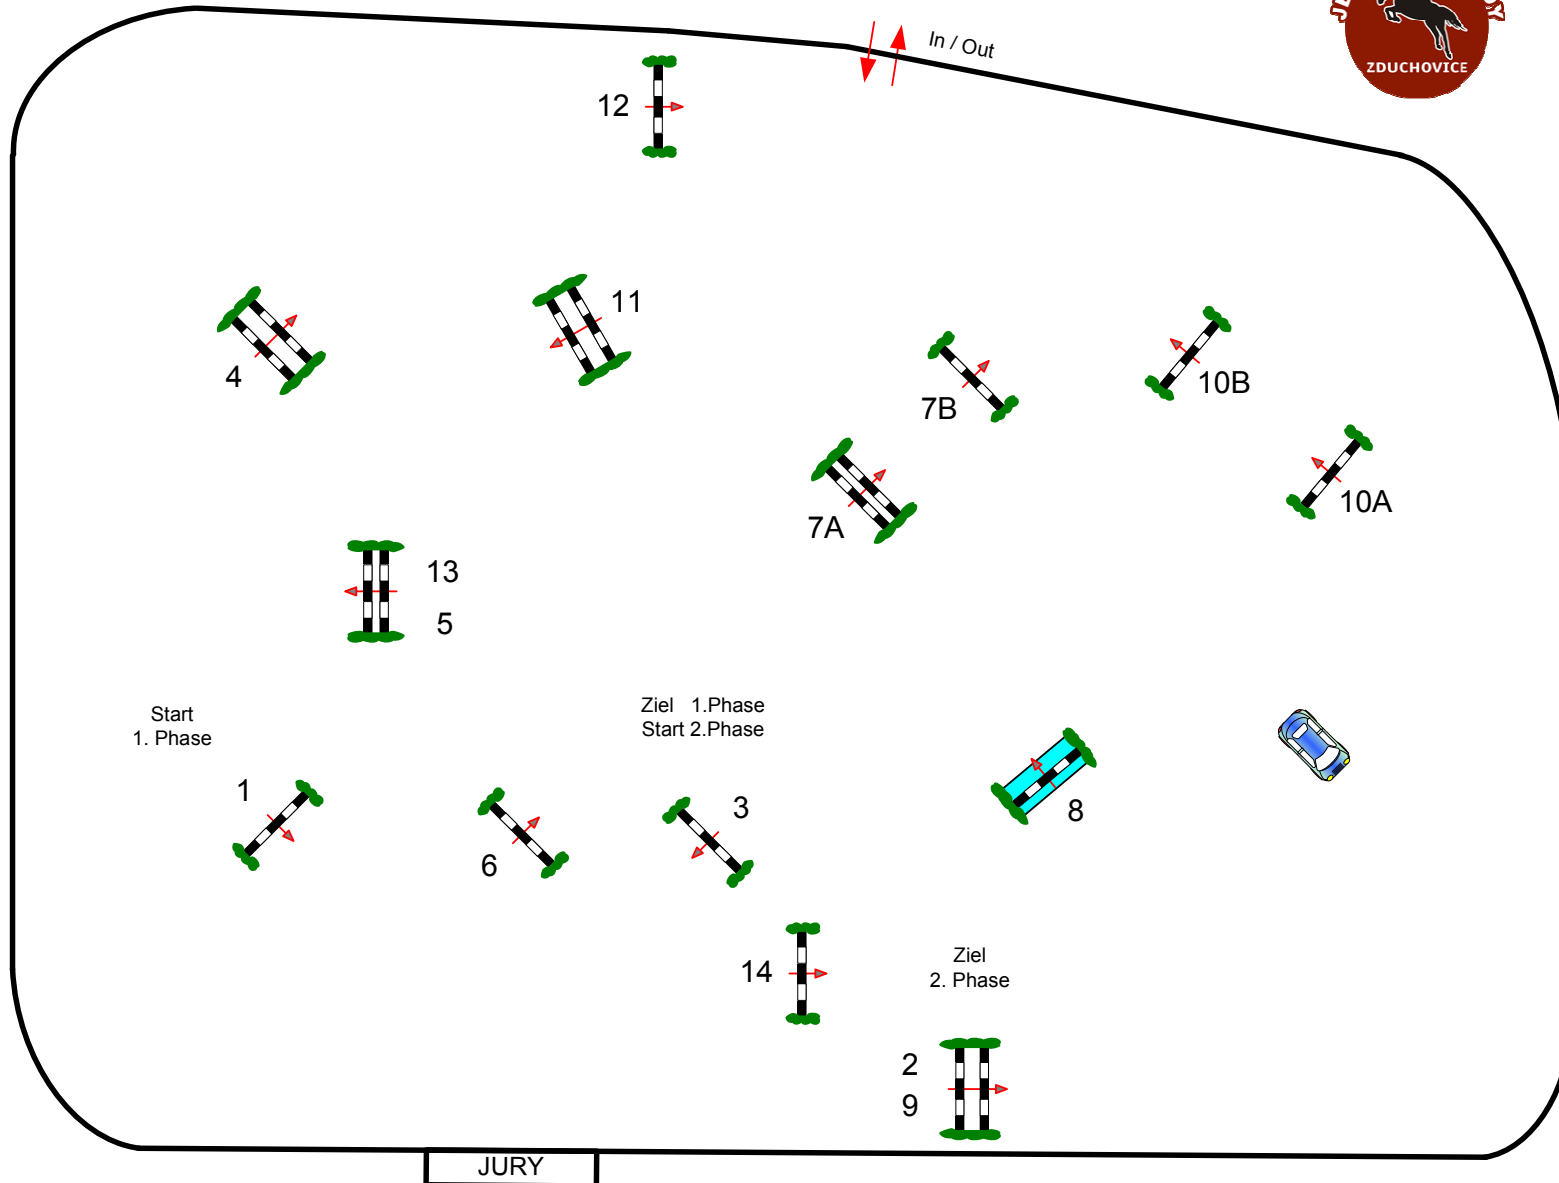 In / Out
ZDUCHOVICE
12
11
4
7B
10B
7A
10A
13
5
Start
1. Phase
Ziel 1.Phase
Start 2.Phase
1
6
3
8
14
Ziel
2. Phase
2
9
JURY